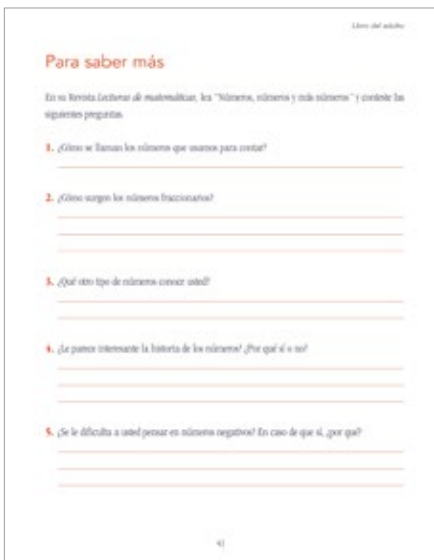 Libro del adulto
Para saber más
En su Revista Lecturas de matemáticas, lea "Números, números y más números" y conteste las
siguientes preguntas.
1. ¿Cómo se llaman los números que usamos para contar?
2. ¿Cómo surgen los números fraccionarios?
3. ¿Qué otro tipo de números conoce usted?
4. ¿Le parece interesante la historia de los números? ¿Por qué sí o no?
5. ¿Se le dificulta a usted pensar en números negativos? En caso de que sí, ¿por qué?